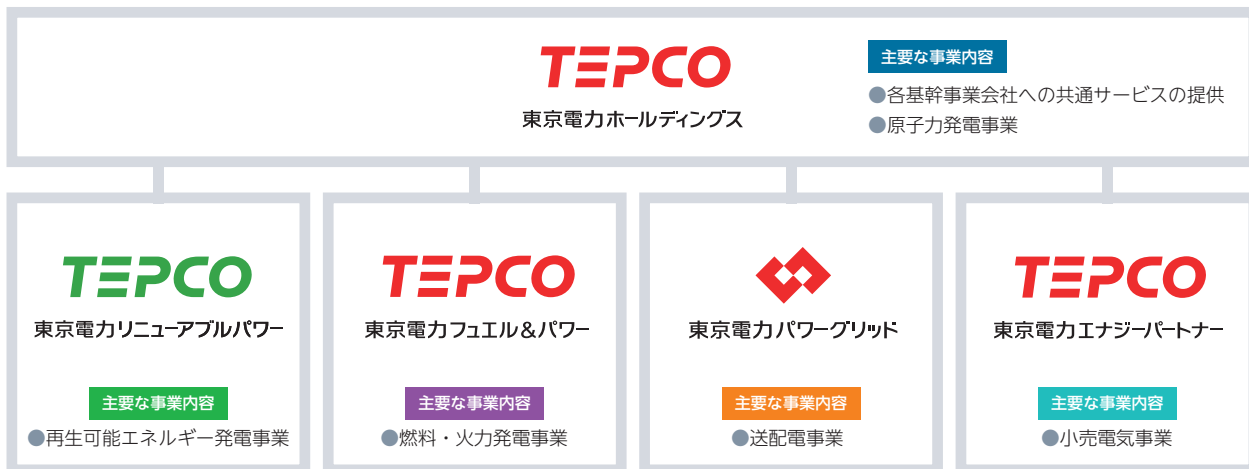 TEPCO
東京電力ホールディングス
主要な事業内容
●各基幹事業会社への共通サービスの提供
●原子力発電事業
TEPCO
東京電力リニューアブルパワー
主要な事業内容
●再生可能エネルギー発電事業
TEPCO
東京電力フュエル&パワー
主要な事業内容
●燃料・火力発電事業
東京電力パワーグリッド
主要な事業内容
●送配電事業
TEPCO
東京電力エナジーパートナー
主要な事業内容
●小売電気事業